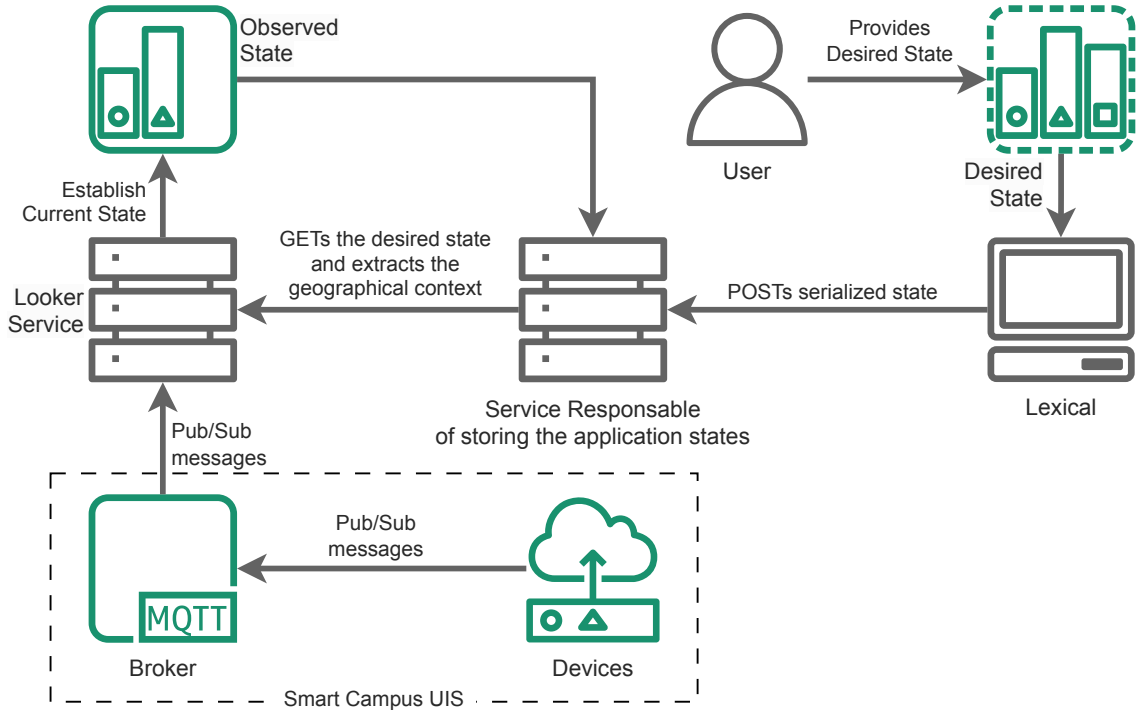 Observed
State
Provides
Desired State
User
Desired
State
Establish
Current State
GETs the desired state
and extracts the
geographical context
POSTs serialized state
Looker
Service
Service Responsable
of storing the application states
Lexical
Pub/Sub
messages
Pub/Sub
messages
MQTT
Broker
Devices
Smart Campus UIS